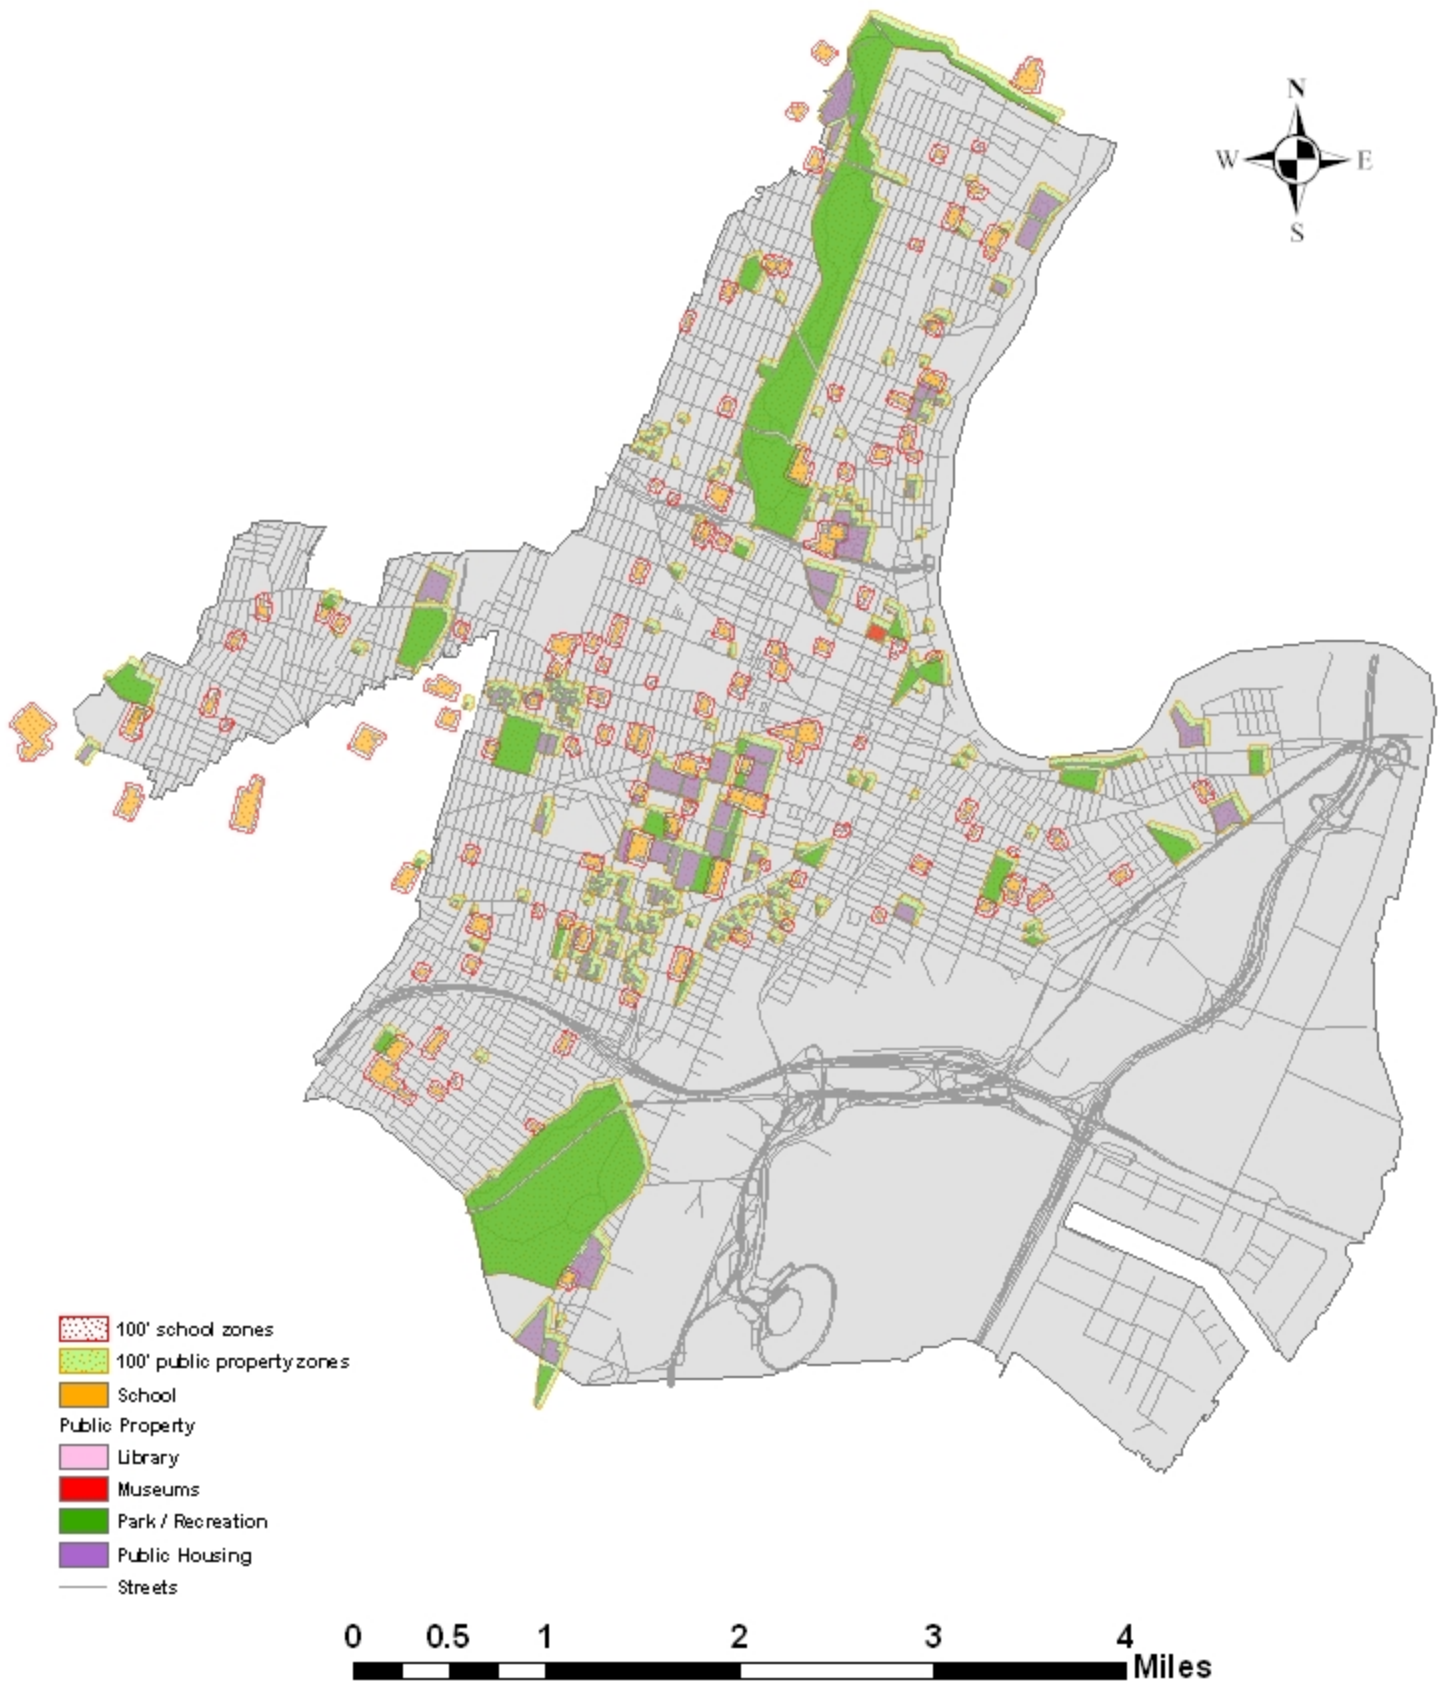 N
W E
S
100' school zones
100' public property zones
School
Public Property
Library
Museums
Park / Recreation
Public Housing
Streets
0 0.5 1 2 3 4
Miles